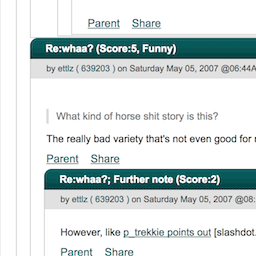 Parent Share
Re:whaa? (Score:5, Funny)
by ettlz ( 639203 ) on Saturday May 05, 2007 @06:44A
What kind of horse shit story is this?
The really bad variety that's not even good for
Parent Share
Re:whaa?; Further note (Score:2)
by ettlz ( 639203 ) on Saturday May 05, 2007 @08:
However, like p_trekkie points out [slashdot.
Parent Share